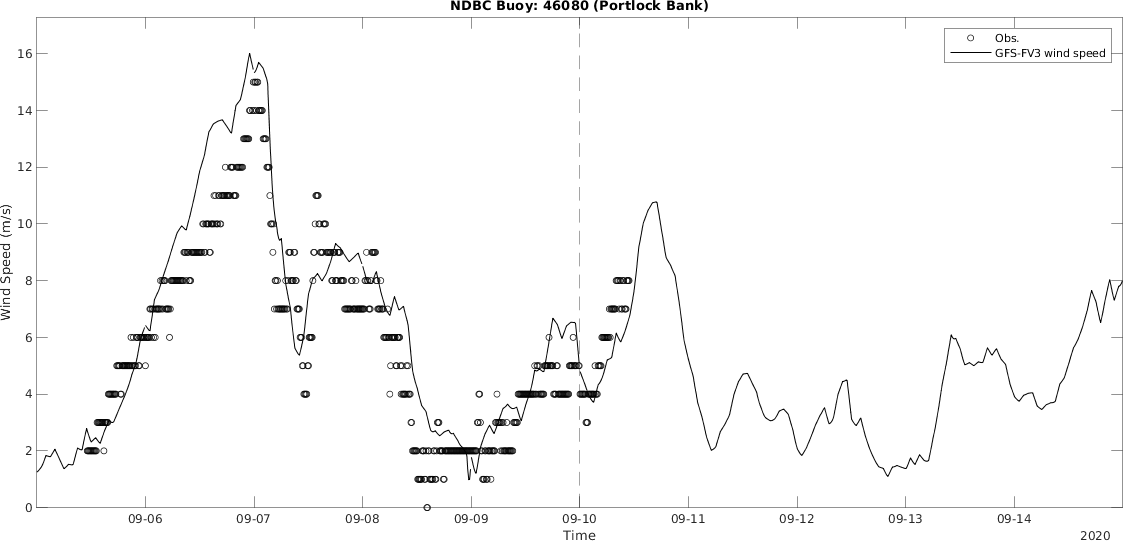 NDBC Buoy: 46080 (Portlock Bank)
Obs.
GFS-FV3 wind speed
Wind Speed (m/s)
16
14
12
10
8
6
4
2
0
09-06 09-07 09-08 09-09 09-10 09-11 09-12 09-13 09-14
Time
2020